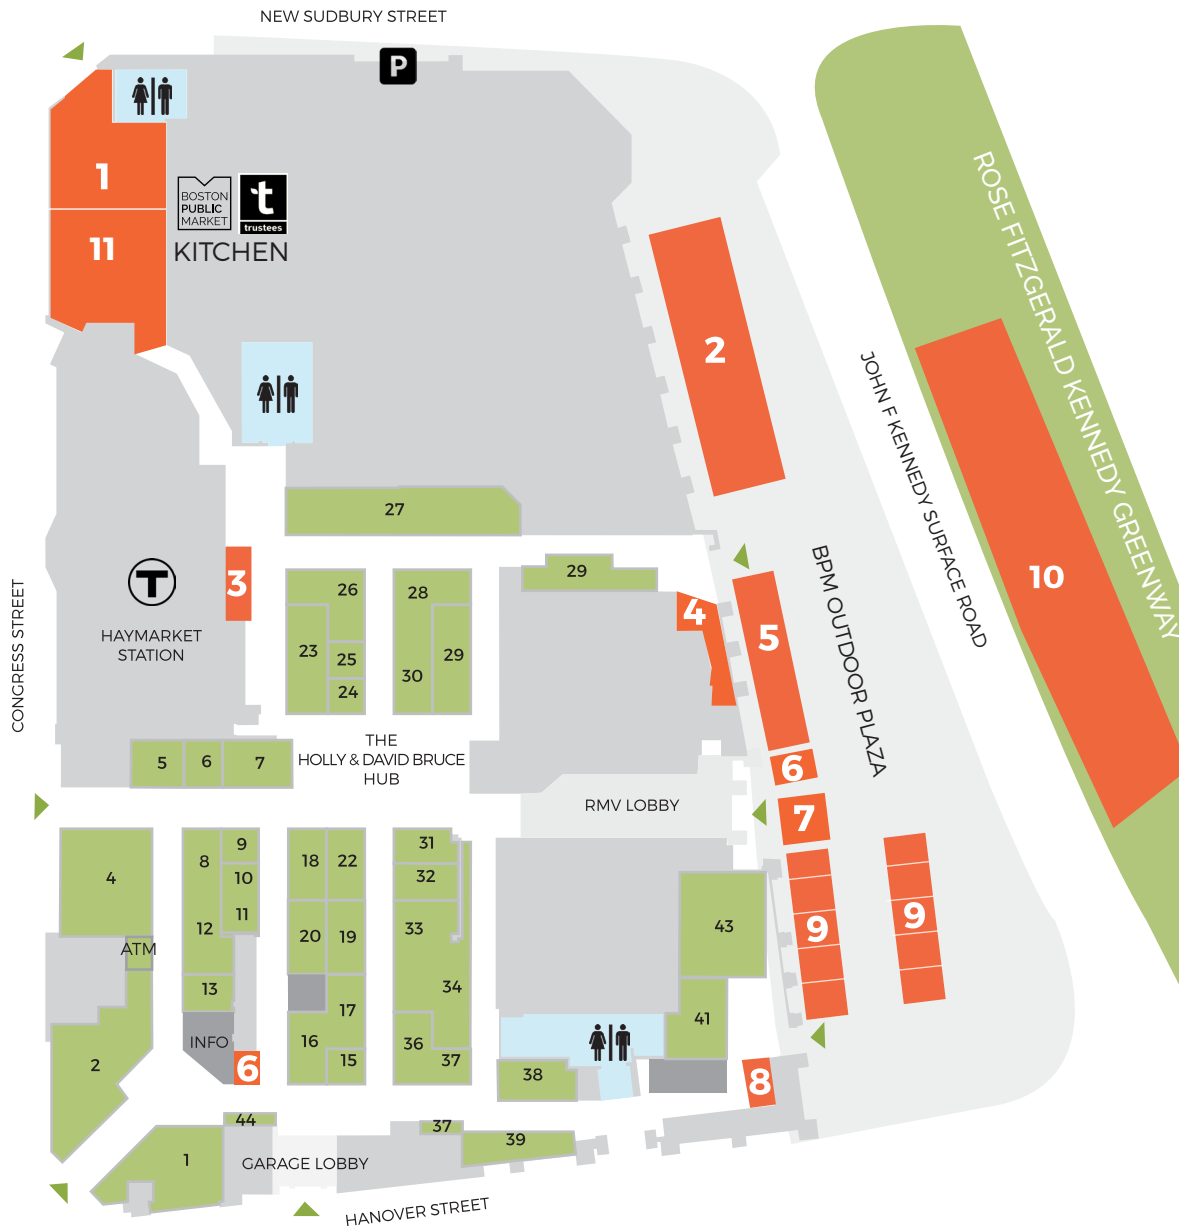 NEW SUDBURY STREET
P
1
BOSTON
PUBLIC
MARKET
t
trustees
KITCHEN
11
ROSE FITZGERALD KENNEDY GREENWAY
2
JOHN F KENNEDY SURFACE ROAD
10
27
BPM OUTDOOR PLAZA
CONGRESS STREET
T
HAYMARKET
STATION
3
26
28
29
4
5
23
25
24
30
29
THE
HOLLY & DAVID BRUCE
HUB
5
6
7
6
RMV LOBBY
7
4
8
9
10
11
12
13
18
22
20
19
31
32
33
34
43
9
9
ATM
INFO
6
17
16
15
36
37
41
2
38
8
44
37
39
1
GARAGE LOBBY
HANOVER STREET